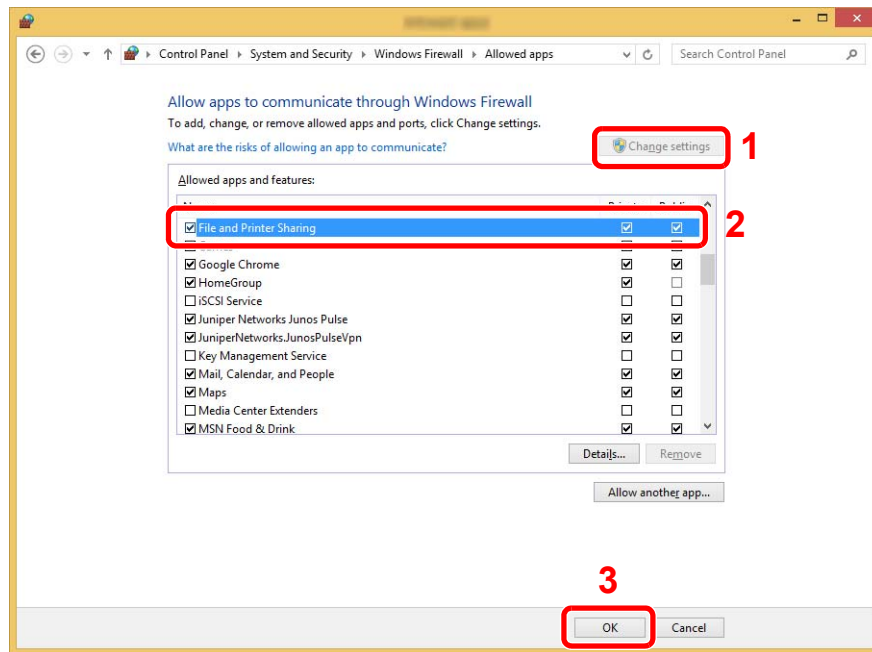 Control Panel System and Security Windows Firewall Allowed apps Search Control Panel
Allow apps to communicate through Windows Firewall
To add, change, or remove allowed apps and ports, click Change settings.
What are the risks of allowing an app to communicate?
Change settings
1
Allowed apps and features:
File and Printer Sharing
2
Google Chrome
HomeGroup
iSCSI Service
Juniper Networks Junos Pulse
JuniperNetworks.JunosPulseVpn
Key Management Service
Mail, Calendar, and People
Maps
Media Center Extenders
MSN Food & Drink
Details... Remove
Allow another app...
3
OK Cancel